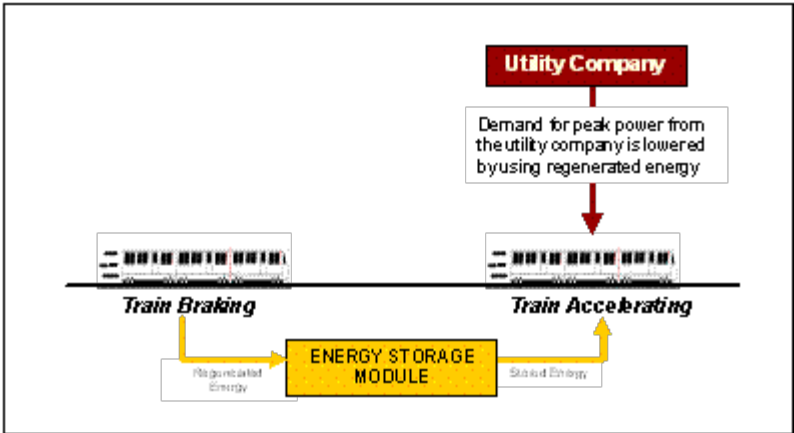 Utility Company
Demand for peak power from
the utility company is lowered
by using regenerated energy
Train Braking
Train Accelerating
Regenerated
Energy
ENERGY STORAGE
MODULE
Stored Energy